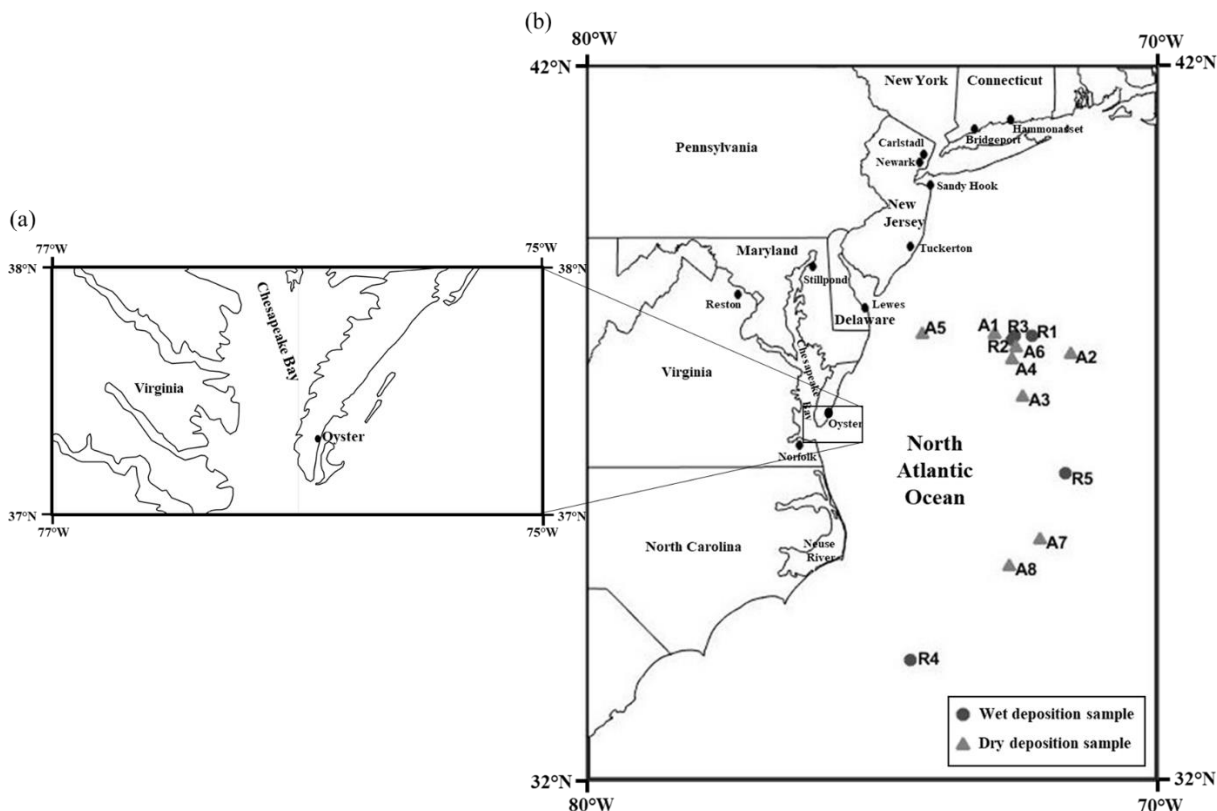 (a)
77°W
75°W
38°N
38°N
Chesapeake Bay
Virginia
Oyster
37°N
37°N
77°W
75°W
(b)
80°W
70°W
42°N
42°N
New York
Connecticut
Hammonasset
Bridgeport
Carlstadl
Newark
Pennsylvania
Sandy Hook
New
Jersey
Tuckerton
Maryland
Stillpond
Reston
Lewes
Delaware
A5
A1
R3
R1
R2
A6
A2
A4
A3
Chesapeake
Bay
Virginia
Oyster
Norfolk
North
Atlantic
Ocean
R5
A7
A8
North Carolina
Neuse
River
R4
Wet deposition sample
Dry deposition sample
32°N
32°N
80°W
70°W